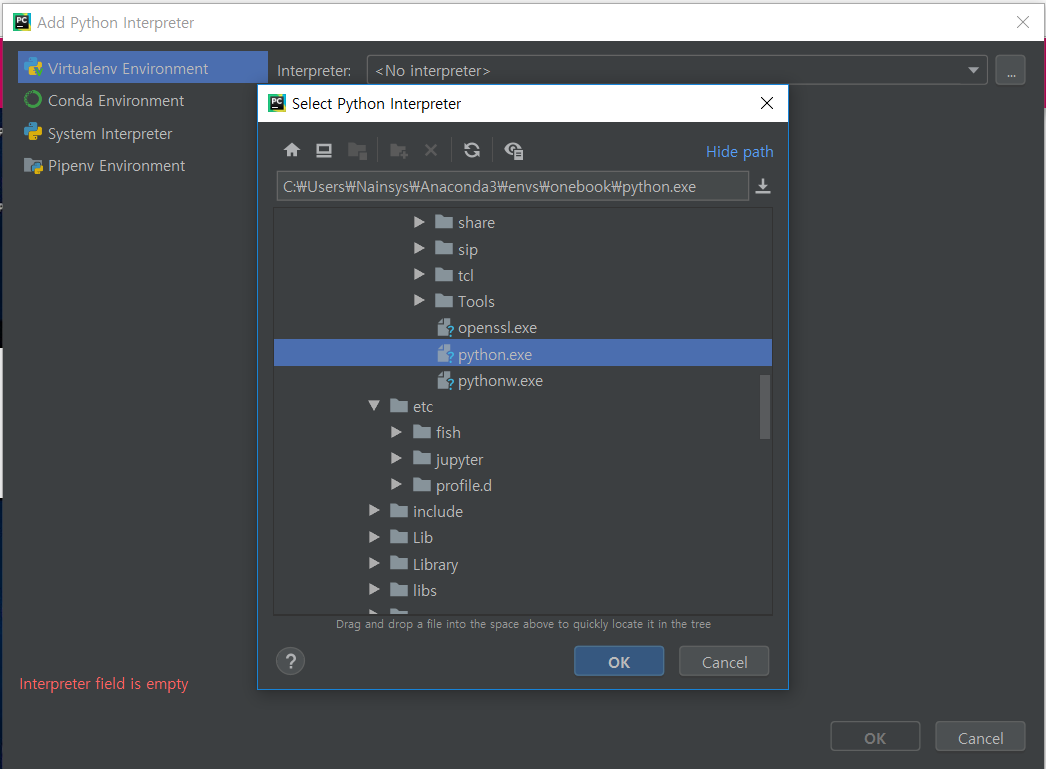 Add Python Interpreter
Virtualenv Environment
Conda Environment
System Interpreter
Pipenv Environment
Interpreter: <No interpreter> ...
Select Python Interpreter
Hide path
C:₩Users₩Nainsys₩Anaconda3₩envs₩onebook₩python.exe
share
sip
tcl
Tools
openssl.exe
python.exe
pythonw.exe
etc
fish
jupyter
profile.d
include
Lib
Library
libs
Drag and drop a file into the space above to quickly locate it in the tree
? OK Cancel
Interpreter field is empty
OK Cancel